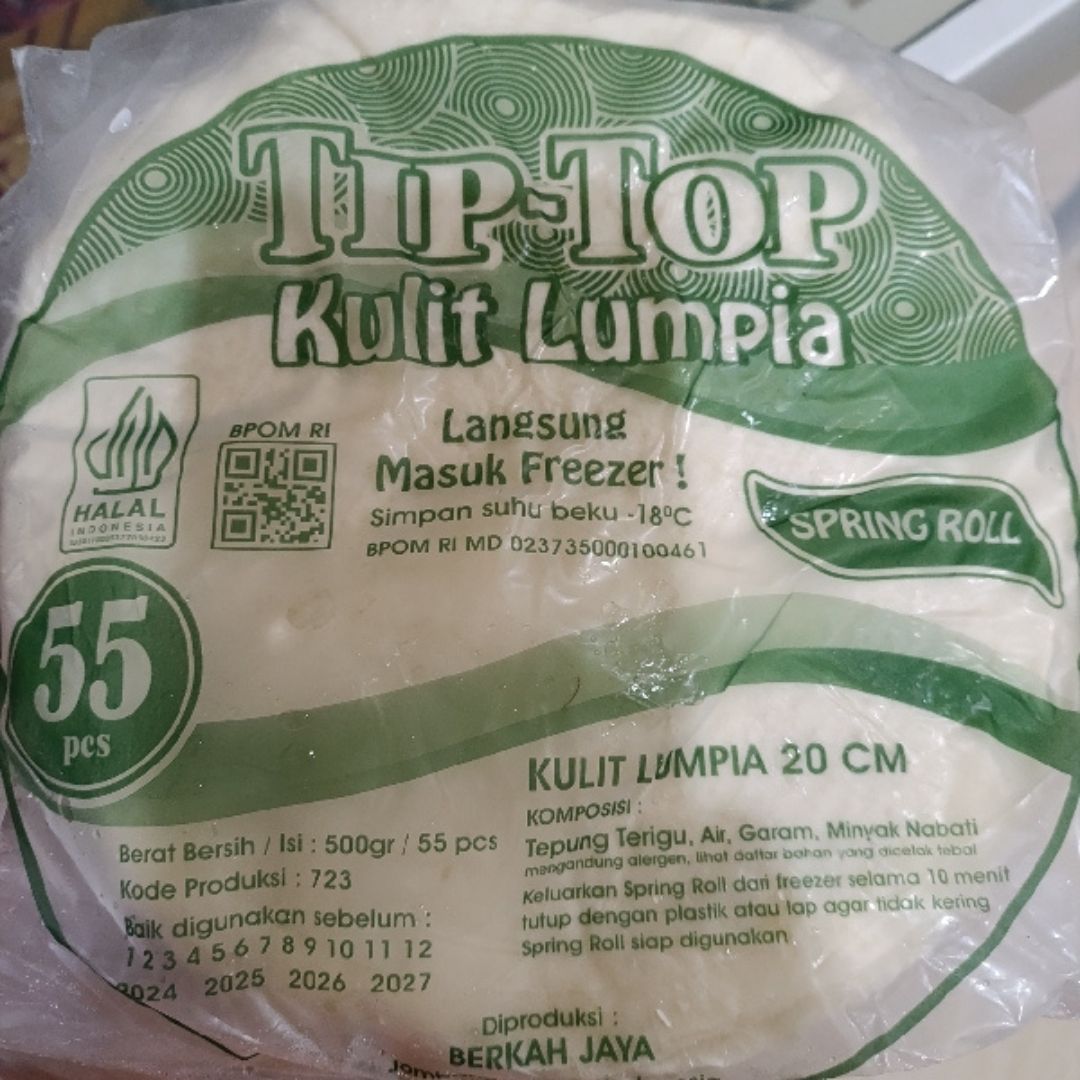 TIP-TOP
Kulit Lumpia
Langsung
Masuk Freezer !
Simpan suhu beku -18°C
BPOM RI MD 023735000100461
BPOM RI
HALAL
INDONESIA
SPRING ROLL
55
pcs
KULIT LUMPIA 20 CM
KOMPOSISI :
Tepung Terigu, Air, Garam, Minyak Nabati
mengandung alergen, lihat daftar bahan yang dicetak tebal
Keluarkan Spring Roll dari freezer selama 10 menit
tutup dengan plastik atau lap agar tidak kering
Spring Roll siap digunakan
Berat Bersih / Isi : 500gr / 55 pcs
Kode Produksi : 723
Baik digunakan sebelum :
1 2 3 4 5 6 7 8 9 10 11 12
2024 2025 2026 2027
Diproduksi :
BERKAH JAYA